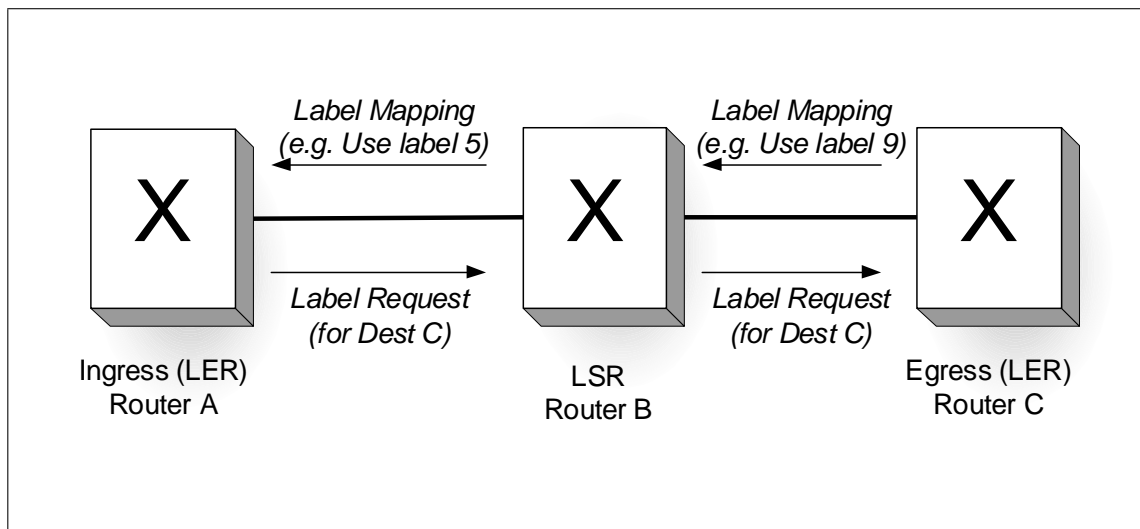 Label Mapping
(e.g. Use label 5)
Label Mapping
(e.g. Use label 9)
X
X
X
Label Request
(for Dest C)
Label Request
(for Dest C)
Ingress (LER)
Router A
LSR
Router B
Egress (LER)
Router C